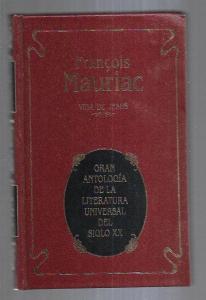 François
Mauriac
VIDA DE JESÚS
GRAN
ANTOLOGÍA
DE LA
LITERATURA
UNIVERSAL
DEL
SIGLO XX